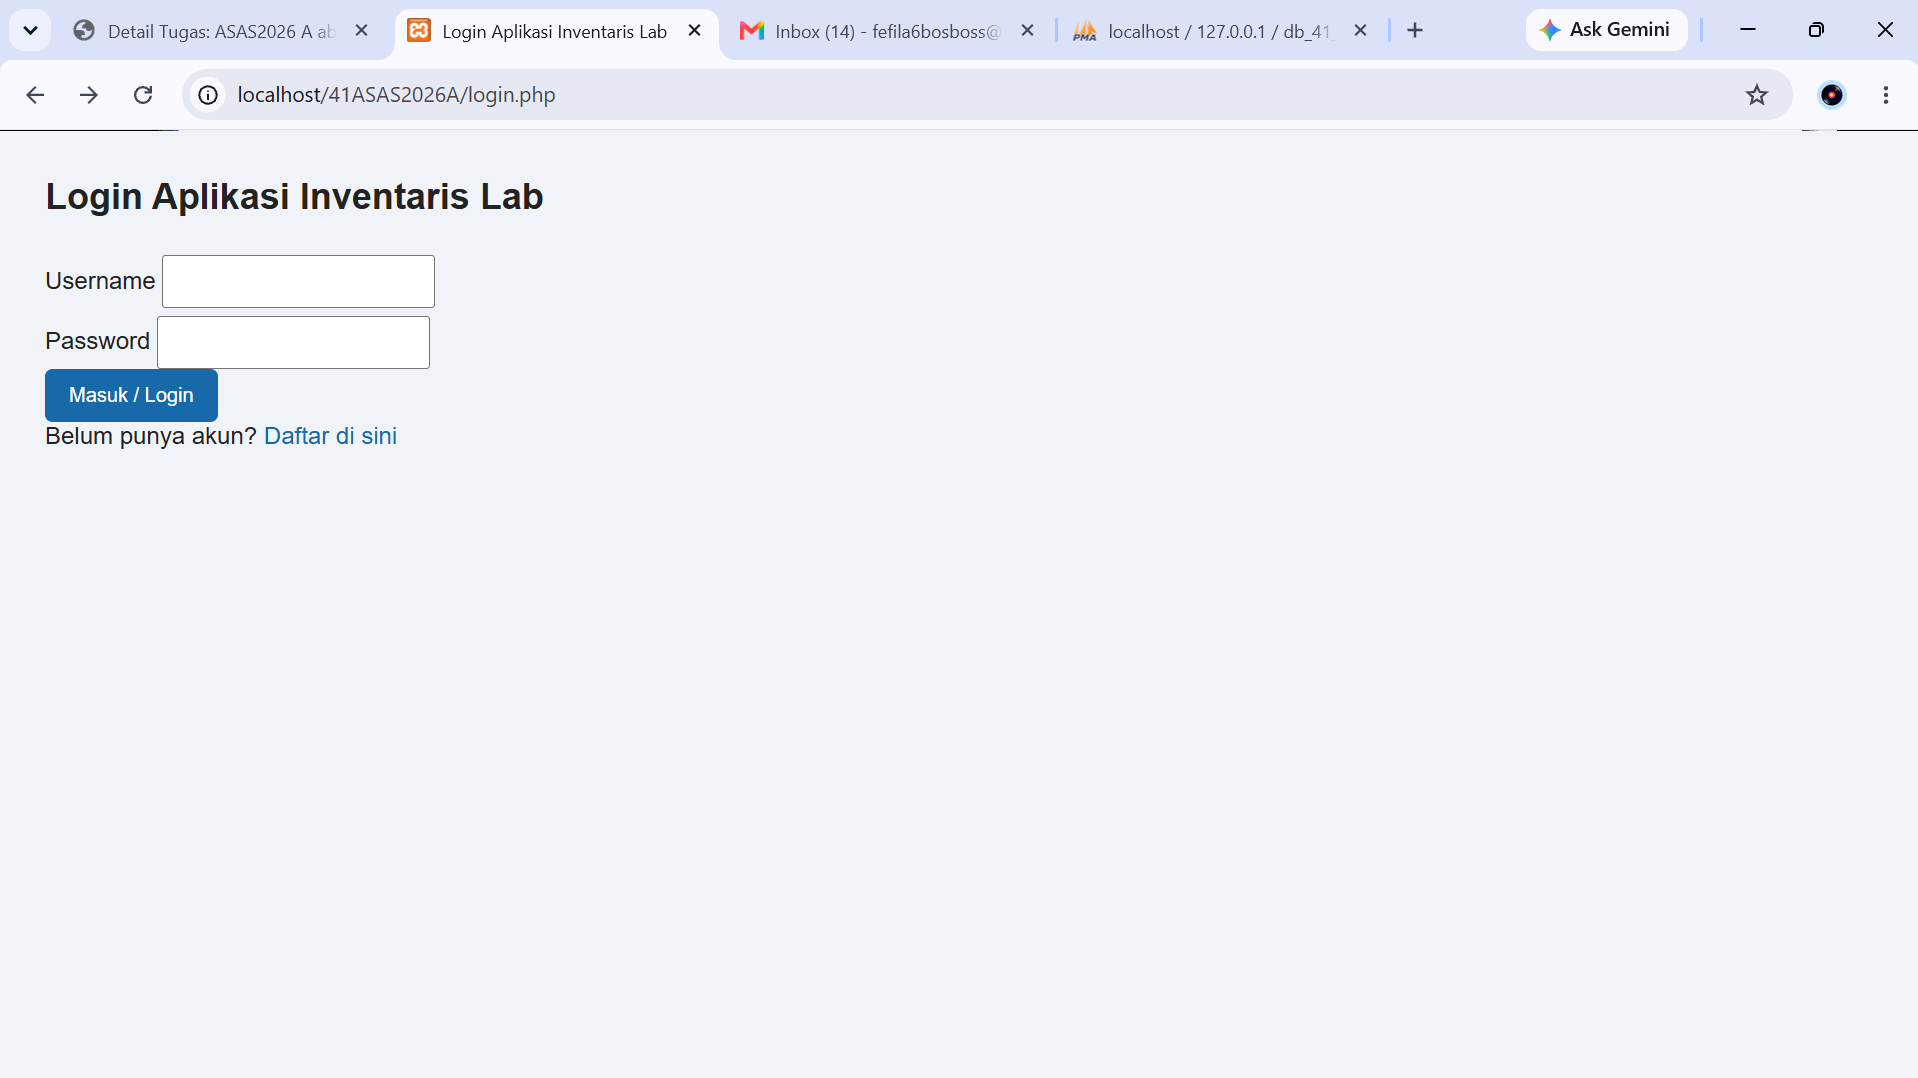 Detail Tugas: ASAS2026 A ab
Login Aplikasi Inventaris Lab
Inbox (14) - fefila6bosboss@
localhost / 127.0.0.1 / db_41
Ask Gemini
localhost/41ASAS2026A/login.php
Login Aplikasi Inventaris Lab
Username
Password
Masuk / Login
Belum punya akun? Daftar di sini